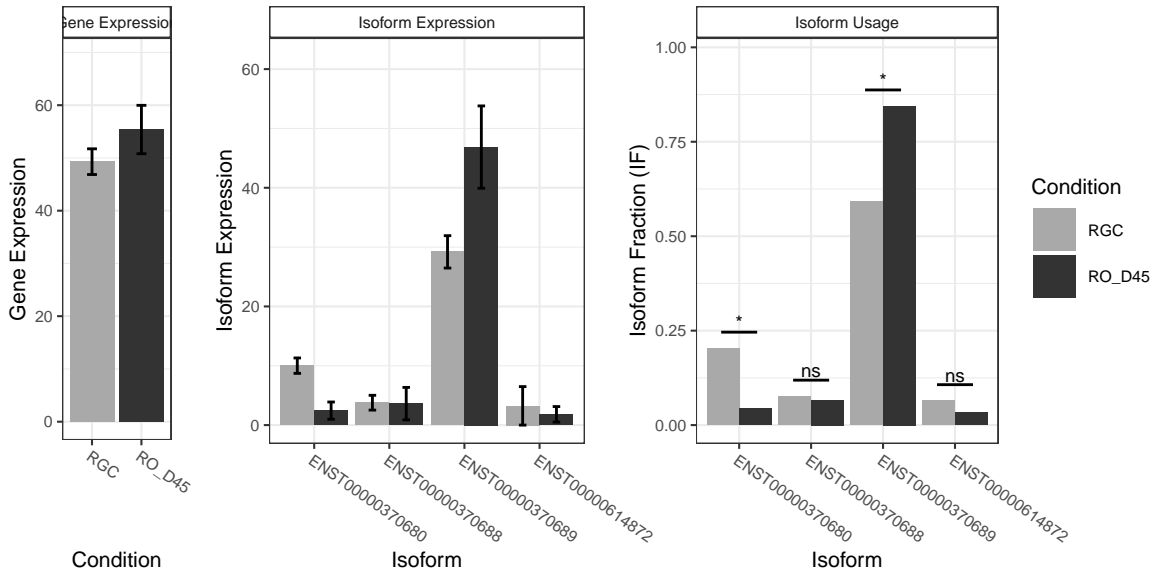 Gene Expression
Gene Expression
0
20
40
60
RGC
RO_D45
Condition
Isoform Expression
Isoform Expression
0
20
40
60
ENST00000370680
ENST00000370688
ENST00000370689
ENST00000614872
Isoform
Isoform Usage
Isoform Fraction (IF)
0.00
0.25
0.50
0.75
1.00
*
ns
*
ns
ENST00000370680
ENST00000370688
ENST00000370689
ENST00000614872
Isoform
Condition
RGC
RO_D45